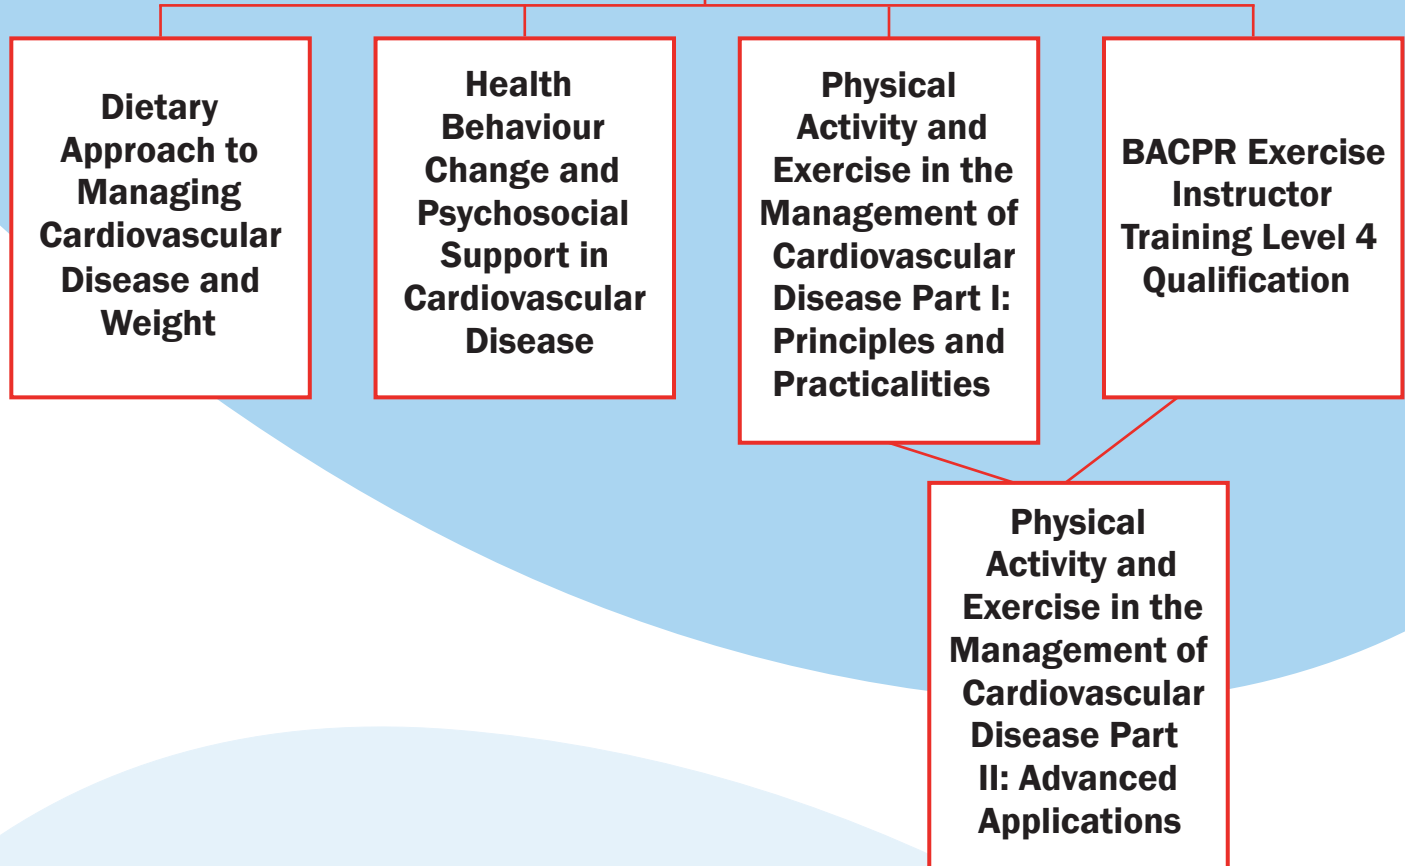 Dietary
Approach to
Managing
Cardiovascular
Disease and
Weight
Health
Behaviour
Change and
Psychosocial
Support in
Cardiovascular
Disease
Physical
Activity and
Exercise in the
Management of
Cardiovascular
Disease Part I:
Principles and
Practicalities
BACPR Exercise
Instructor
Training Level 4
Qualification
Physical
Activity and
Exercise in the
Management of
Cardiovascular
Disease Part
II: Advanced
Applications